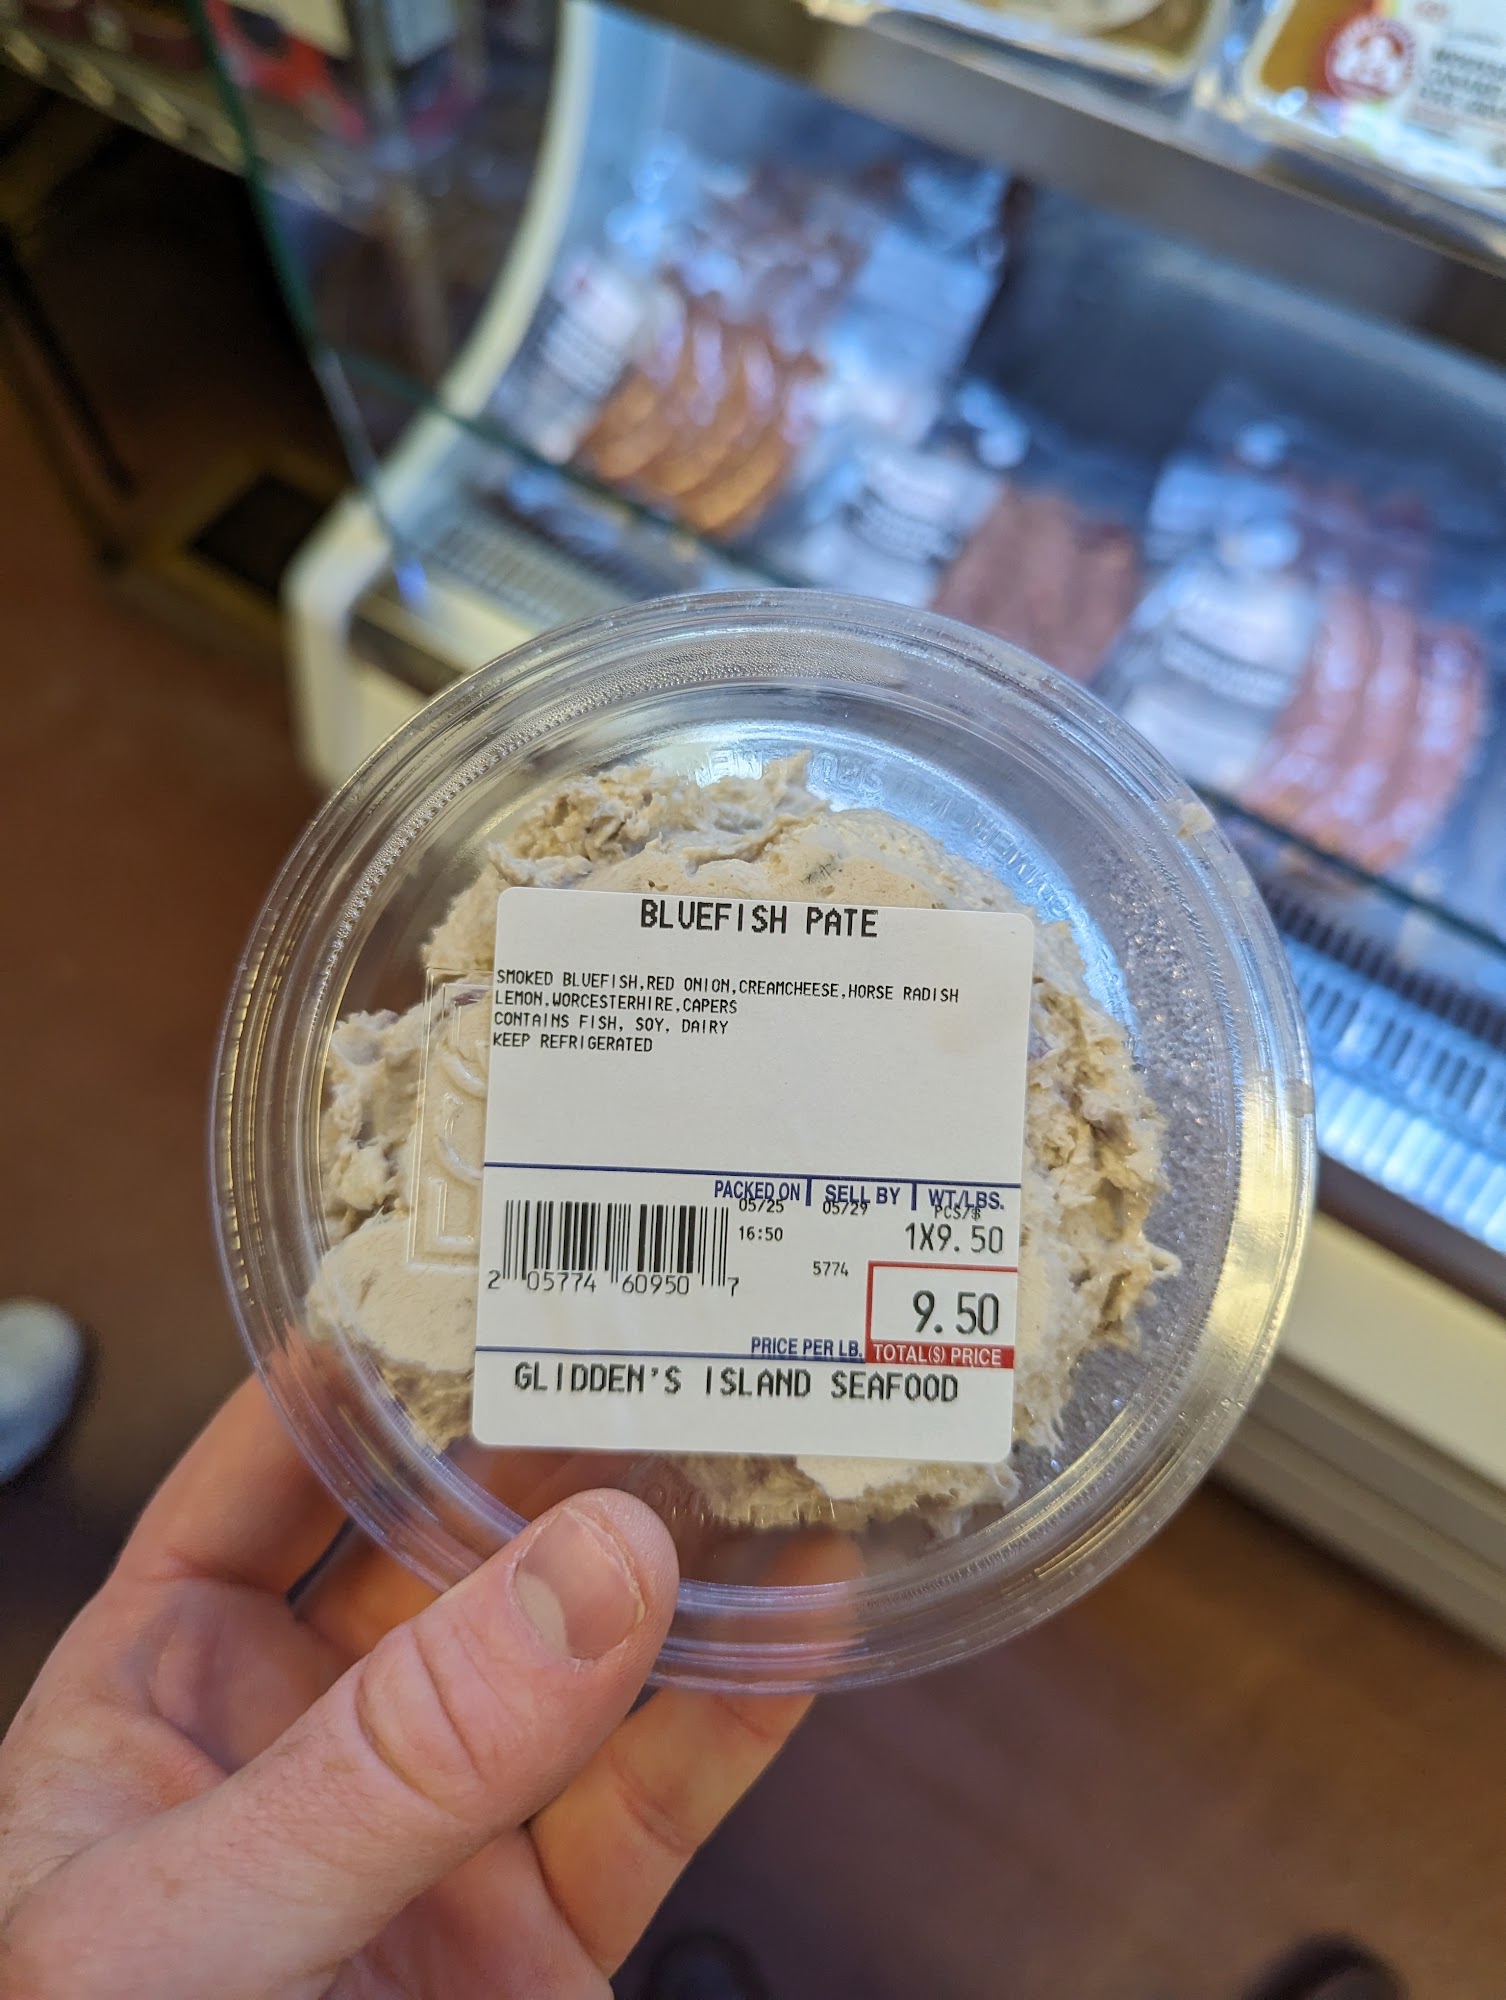 BLUEFISH PATE
SMOKED BLUEFISH,RED ONION,CREAMCHEESE,HORSE RADISH
LEMON,WORCESTERHIRE,CAPERS
CONTAINS FISH, SOY, DAIRY
KEEP REFRIGERATED
PACKED ON SELL BY WT/LBS.
05/25 05/29 PCS/$
16:50 1X9.50
5774
2 05774 60950 7
9.50
PRICE PER LB. TOTAL($) PRICE
GLIDDEN'S ISLAND SEAFOOD